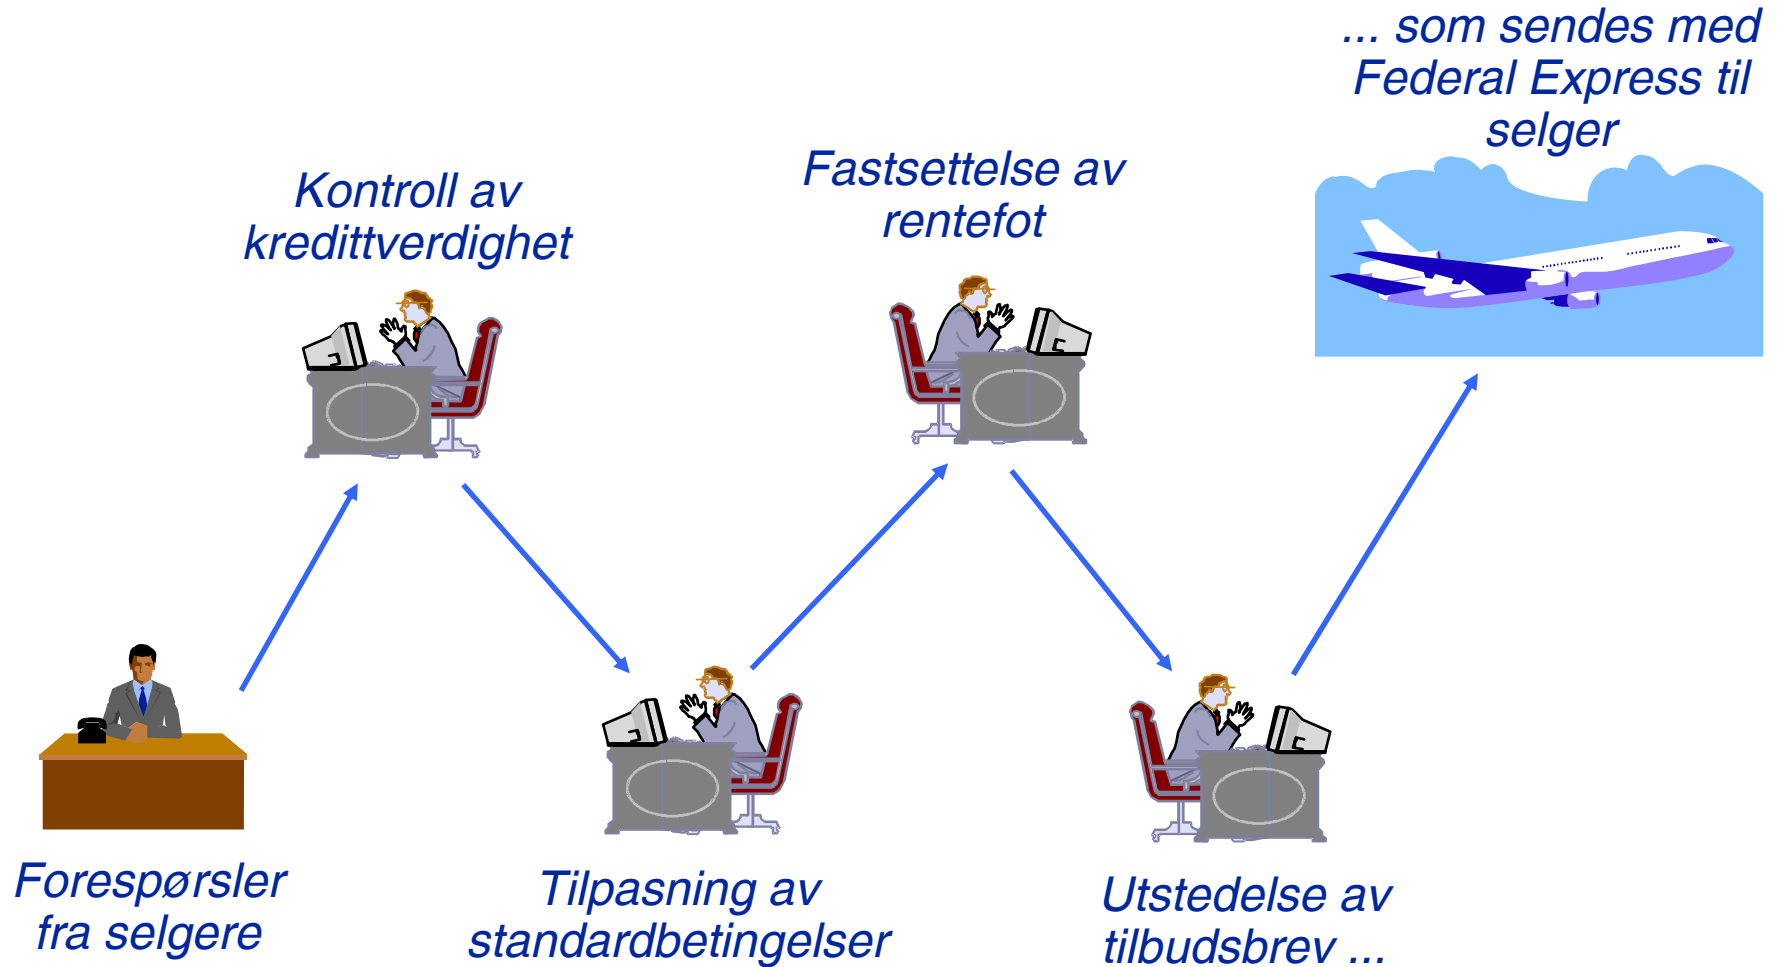 Forespørsler
fra selgere
Kontroll av
kredittverdighet
Tilpasning av
standardbetingelser
Fastsettelse av
rentefot
Utstedelse av
tilbudsbrev ...
... som sendes med
Federal Express til
selger